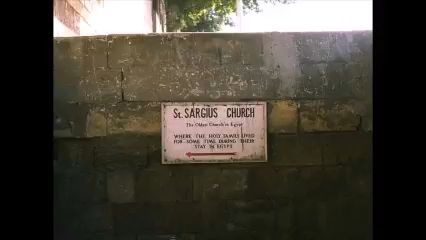 St. SARGIUS CHURCH
The Oldest Church in Egypt
WHERE THE HOLY FAMILY LIVED
FOR SOME TIME DURING THEIR
STAY IN EGYPT